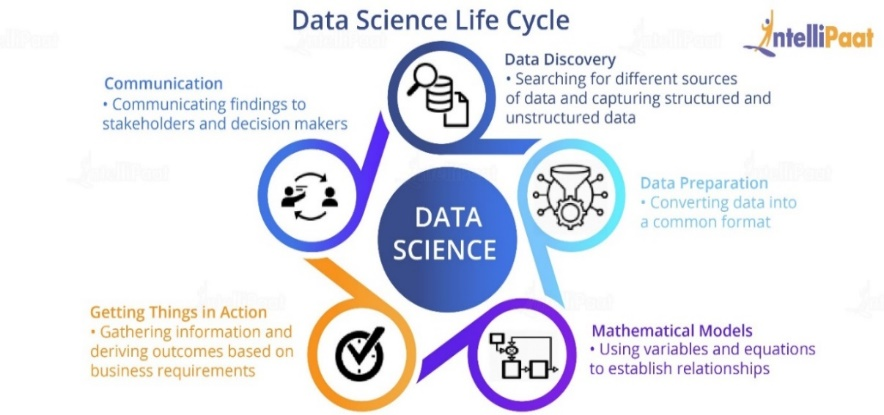 Data Science Life Cycle
IntelliPaat
Data Discovery
• Searching for different sources
of data and capturing structured and
unstructured data
Communication
• Communicating findings to
stakeholders and decision makers
Data Preparation
• Converting data into
a common format
DATA
SCIENCE
Getting Things in Action
• Gathering information and
deriving outcomes based on
business requirements
Mathematical Models
• Using variables and equations
to establish relationships